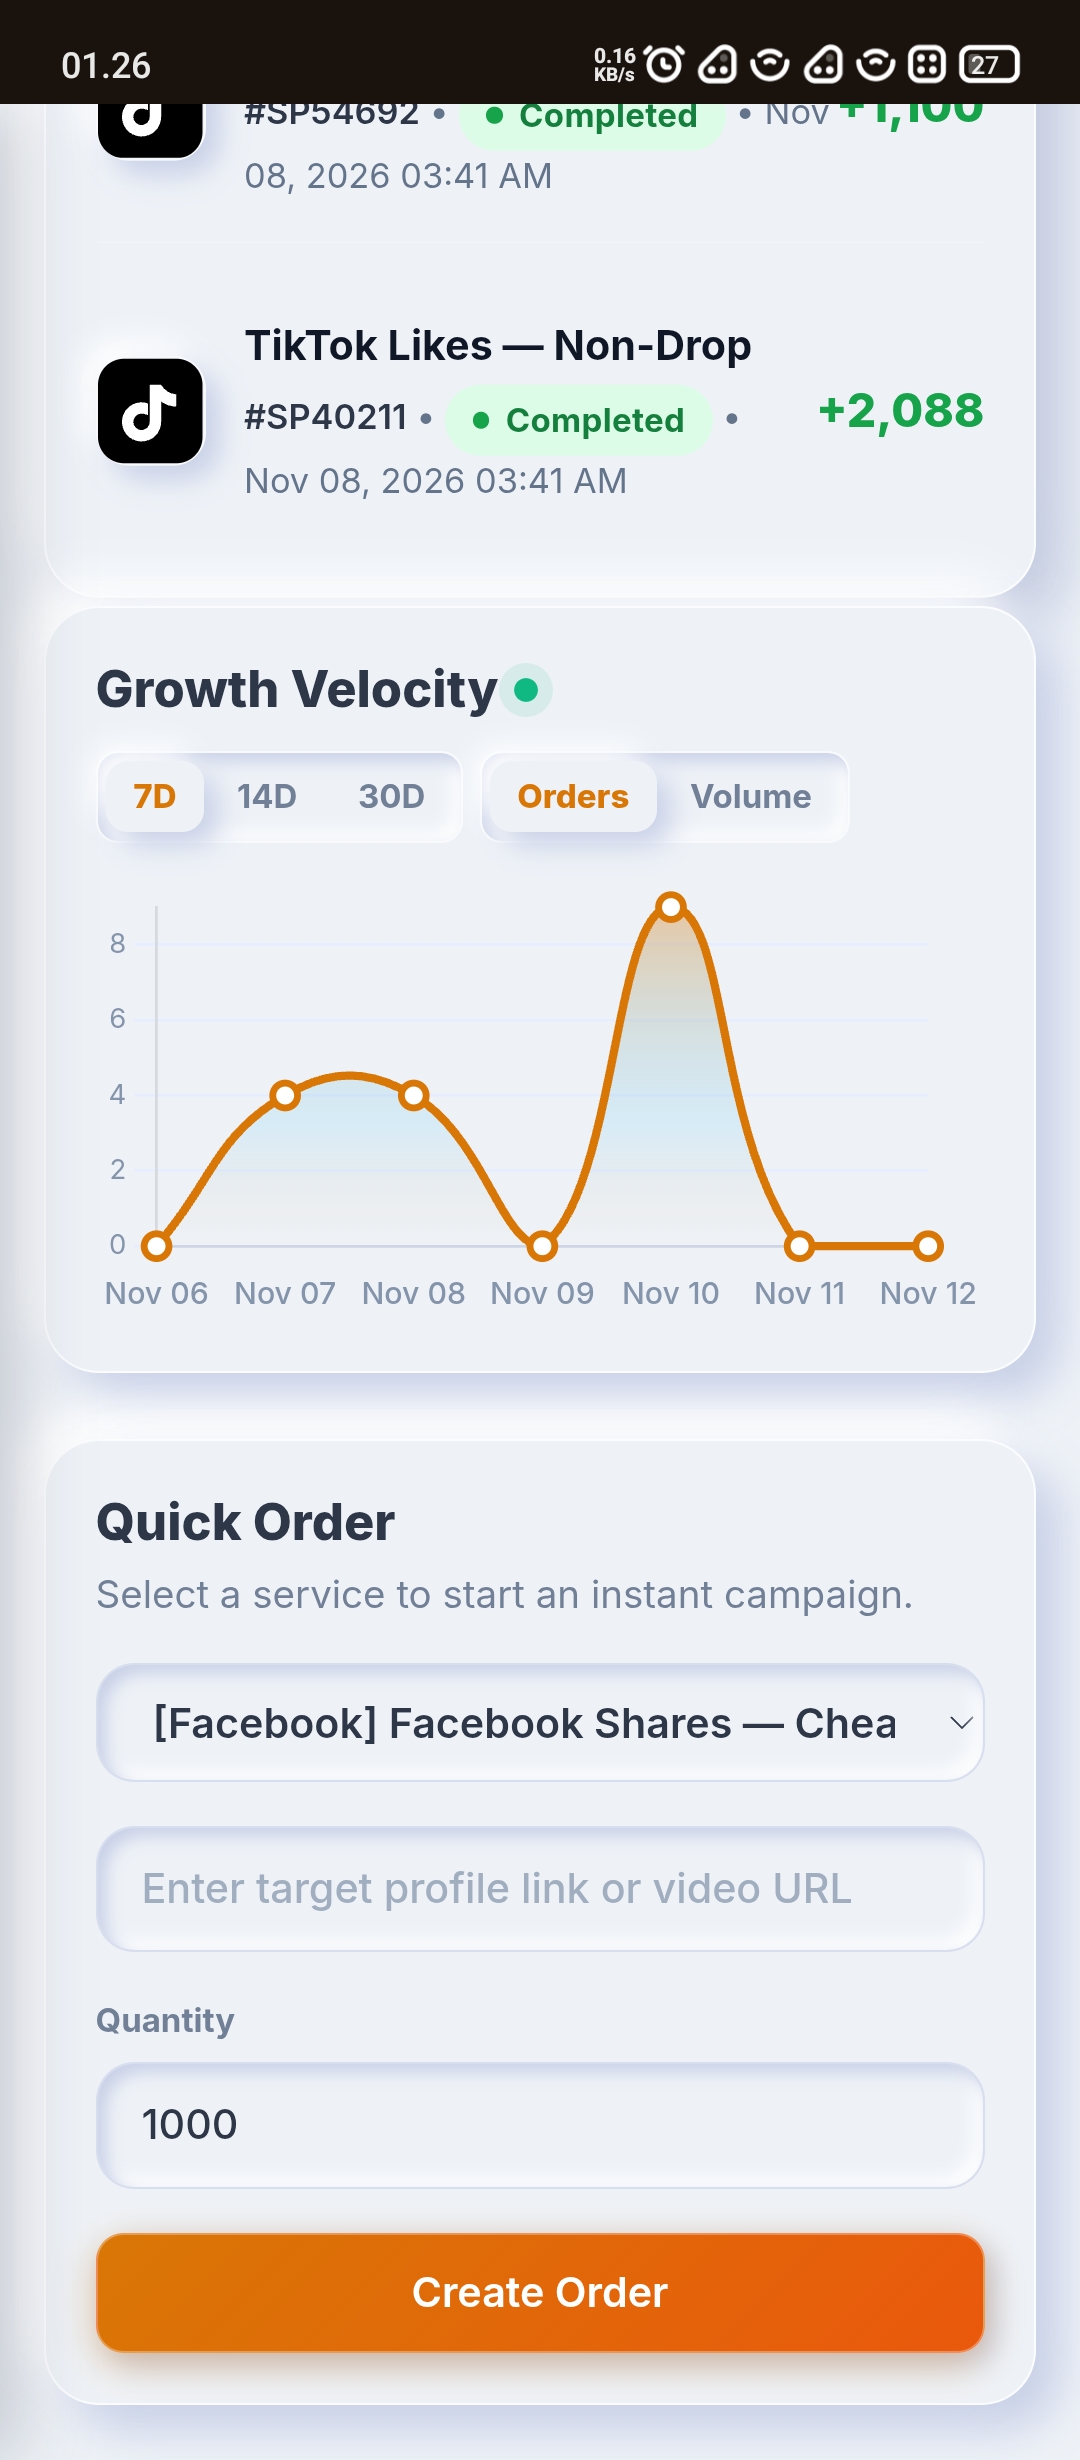 01.26
0.16
KB/s
27
#SP54692 • Completed • Nov +1,100
08, 2026 03:41 AM
TikTok Likes — Non-Drop
#SP40211 • Completed •
+2,088
Nov 08, 2026 03:41 AM
Growth Velocity
7D 14D 30D Orders Volume
8
6
4
2
0
Nov 06 Nov 07 Nov 08 Nov 09 Nov 10 Nov 11 Nov 12
Quick Order
Select a service to start an instant campaign.
[Facebook] Facebook Shares — Chea
Enter target profile link or video URL
Quantity
1000
Create Order